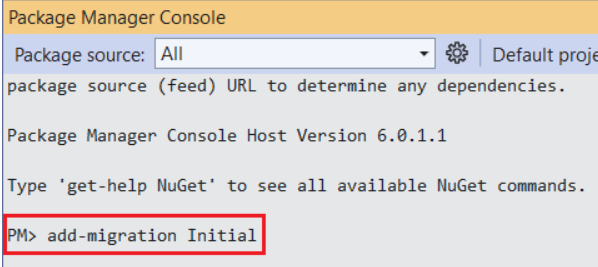 Package Manager Console
Package source: All Default proje
package source (feed) URL to determine any dependencies.
Package Manager Console Host Version 6.0.1.1
Type 'get-help NuGet' to see all available NuGet commands.
PM> add-migration Initial